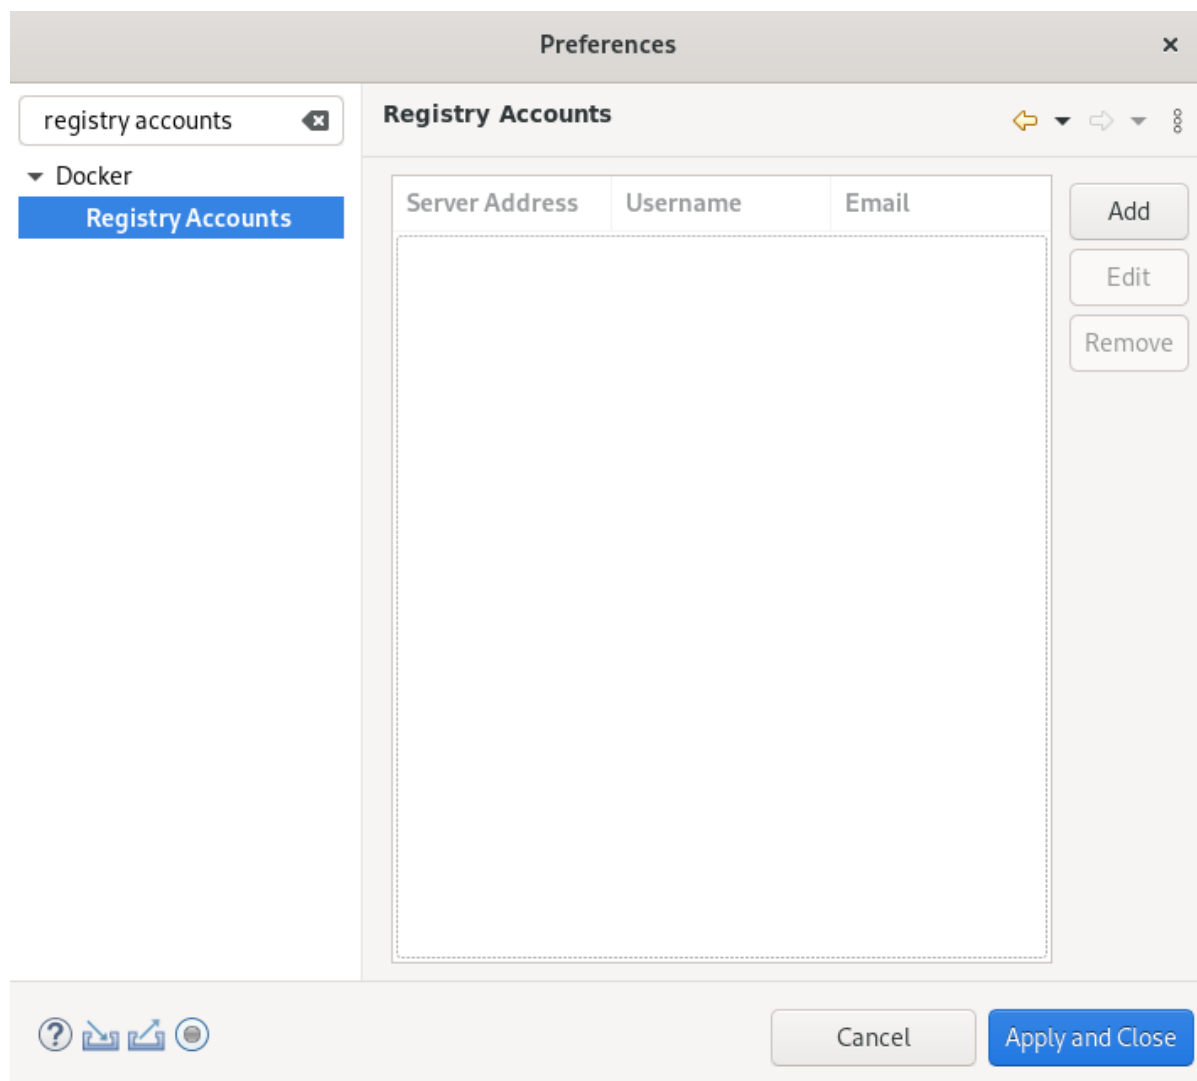 Preferences
registry accounts
Docker
Registry Accounts
Registry Accounts
Server Address Username Email
Add
Edit
Remove
Cancel Apply and Close